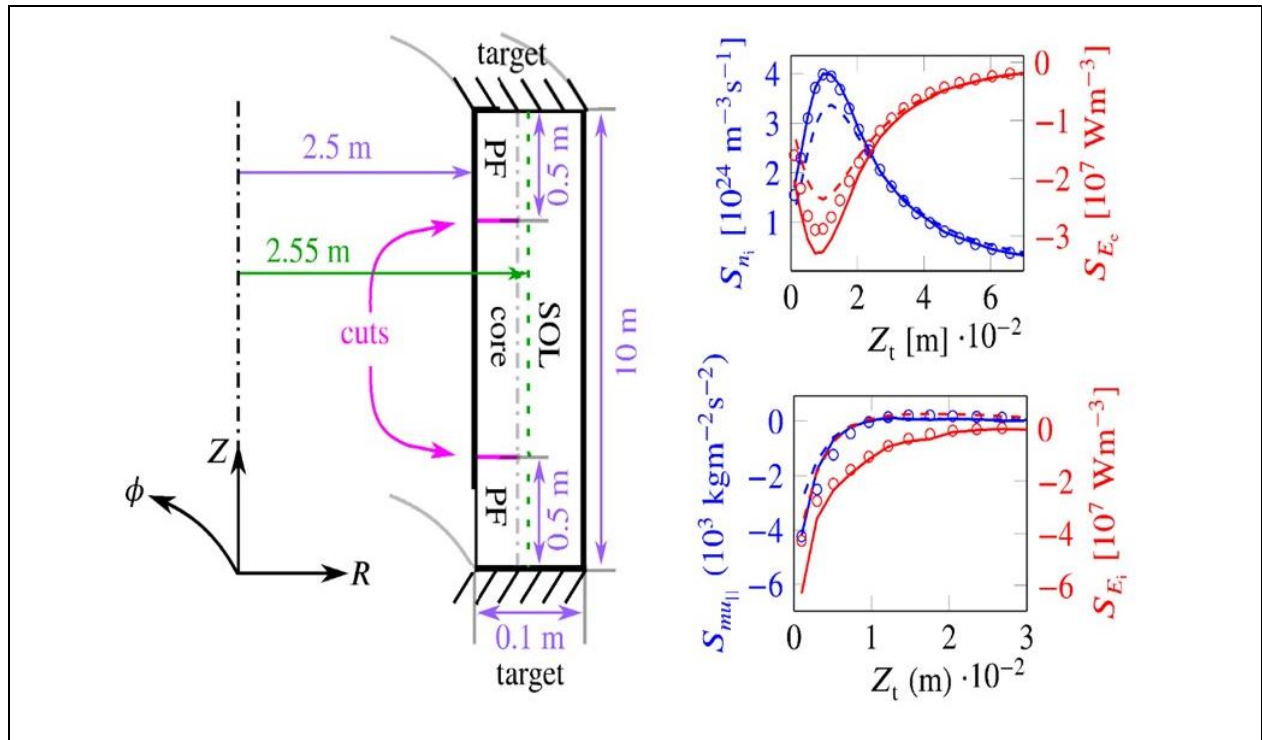 target
2.5 m
PF
0.5 m
2.55 m
cuts
core
SOL
10 m
Z
ϕ
R
PF
0.5 m
0.1 m
target
S_{n_i} [10^{24} m^{−3}s^{−1}]
4
3
2
1
0
−1
−2
−3
S_{E_e} [10^7 Wm^{−3}]
0 2 4 6
Z_t [m] ·10^{−2}
S_{mu_{||}} (10^3 kgm^{−2}s^{−2})
0
−2
−4
−6
0
−2
−4
−6
S_{E_i} [10^7 Wm^{−3}]
0 1 2 3
Z_t (m) ·10^{−2}